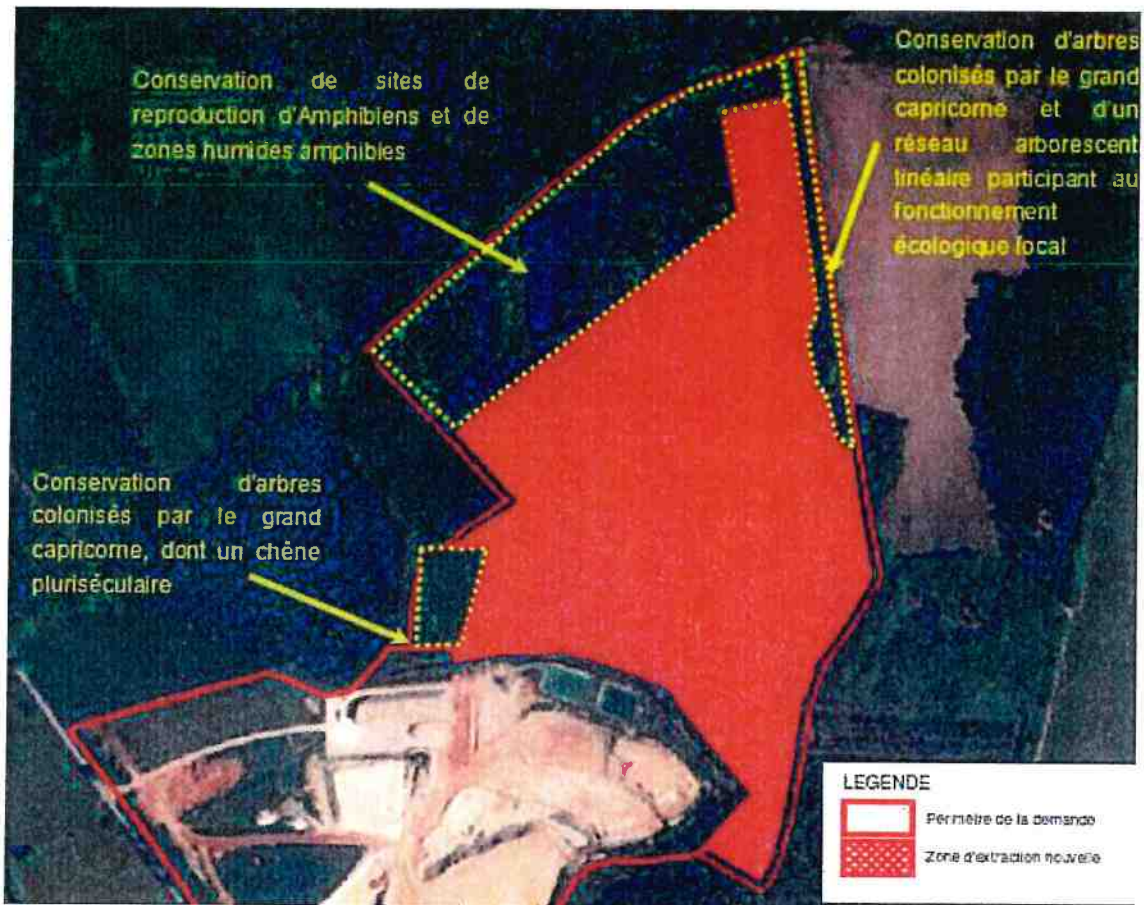 Conservation de sites de
reproduction d'Amphibiens et de
zones humides amphibies
Conservation d'arbres
colonisés par le grand
capricorne et d'un
réseau arborescent
linéaire participant au
fonctionnement
écologique local
Conservation d'arbres
colonisés par le grand
capricorne, dont un chêne
pluriséculaire
LEGENDE
Périmètre de la demande
Zone d'extraction nouvelle